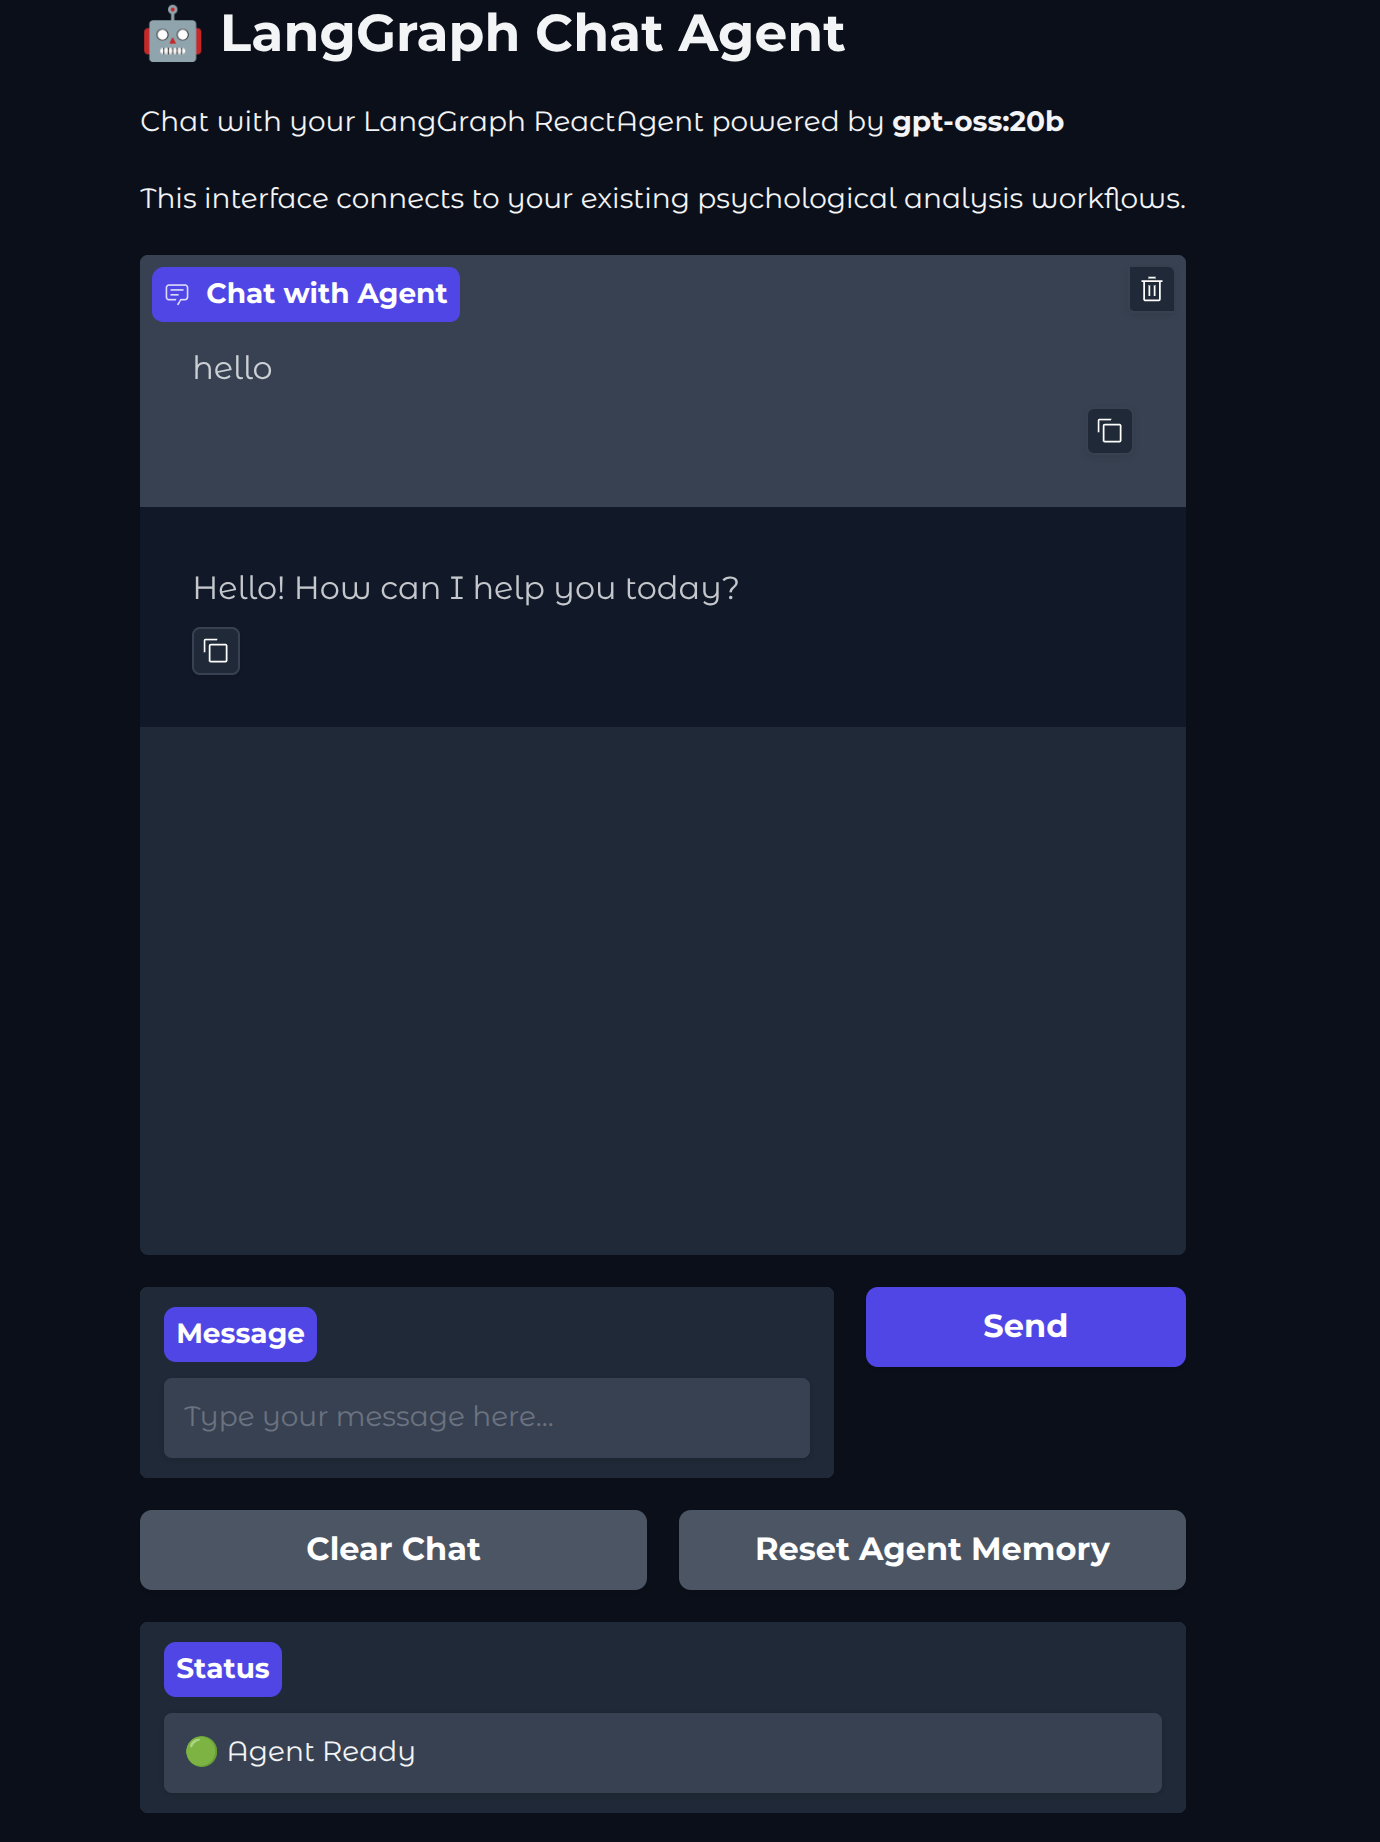 🤖 LangGraph Chat Agent
Chat with your LangGraph ReactAgent powered by gpt-oss:20b
This interface connects to your existing psychological analysis workflows.
Chat with Agent
hello
Hello! How can I help you today?
Message
Send
Type your message here...
Clear Chat
Reset Agent Memory
Status
🟢 Agent Ready